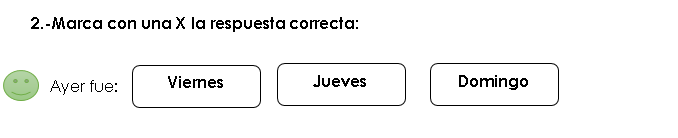 2.-Marca con una X la respuesta correcta:
Ayer fue: Viernes Jueves Domingo